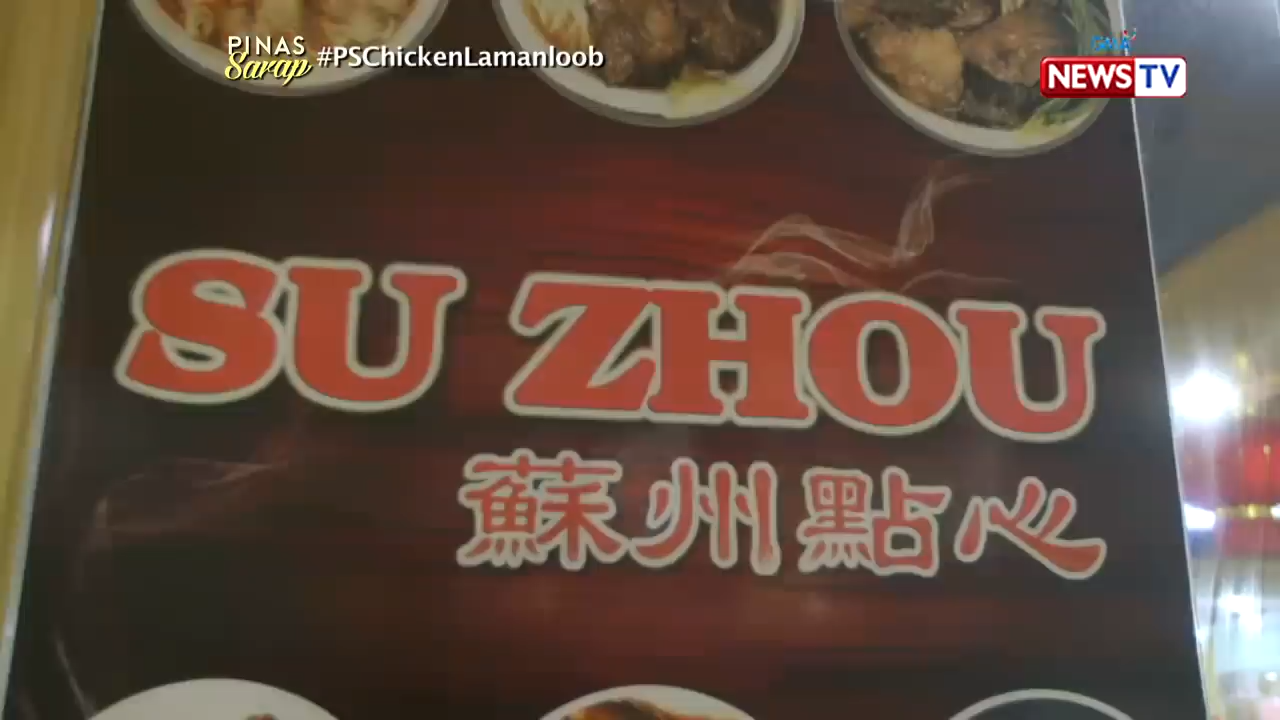 PINAS
Sarap #PSChickenLamanloob
GMA
NEWS TV
SU ZHOU
蘇州點心